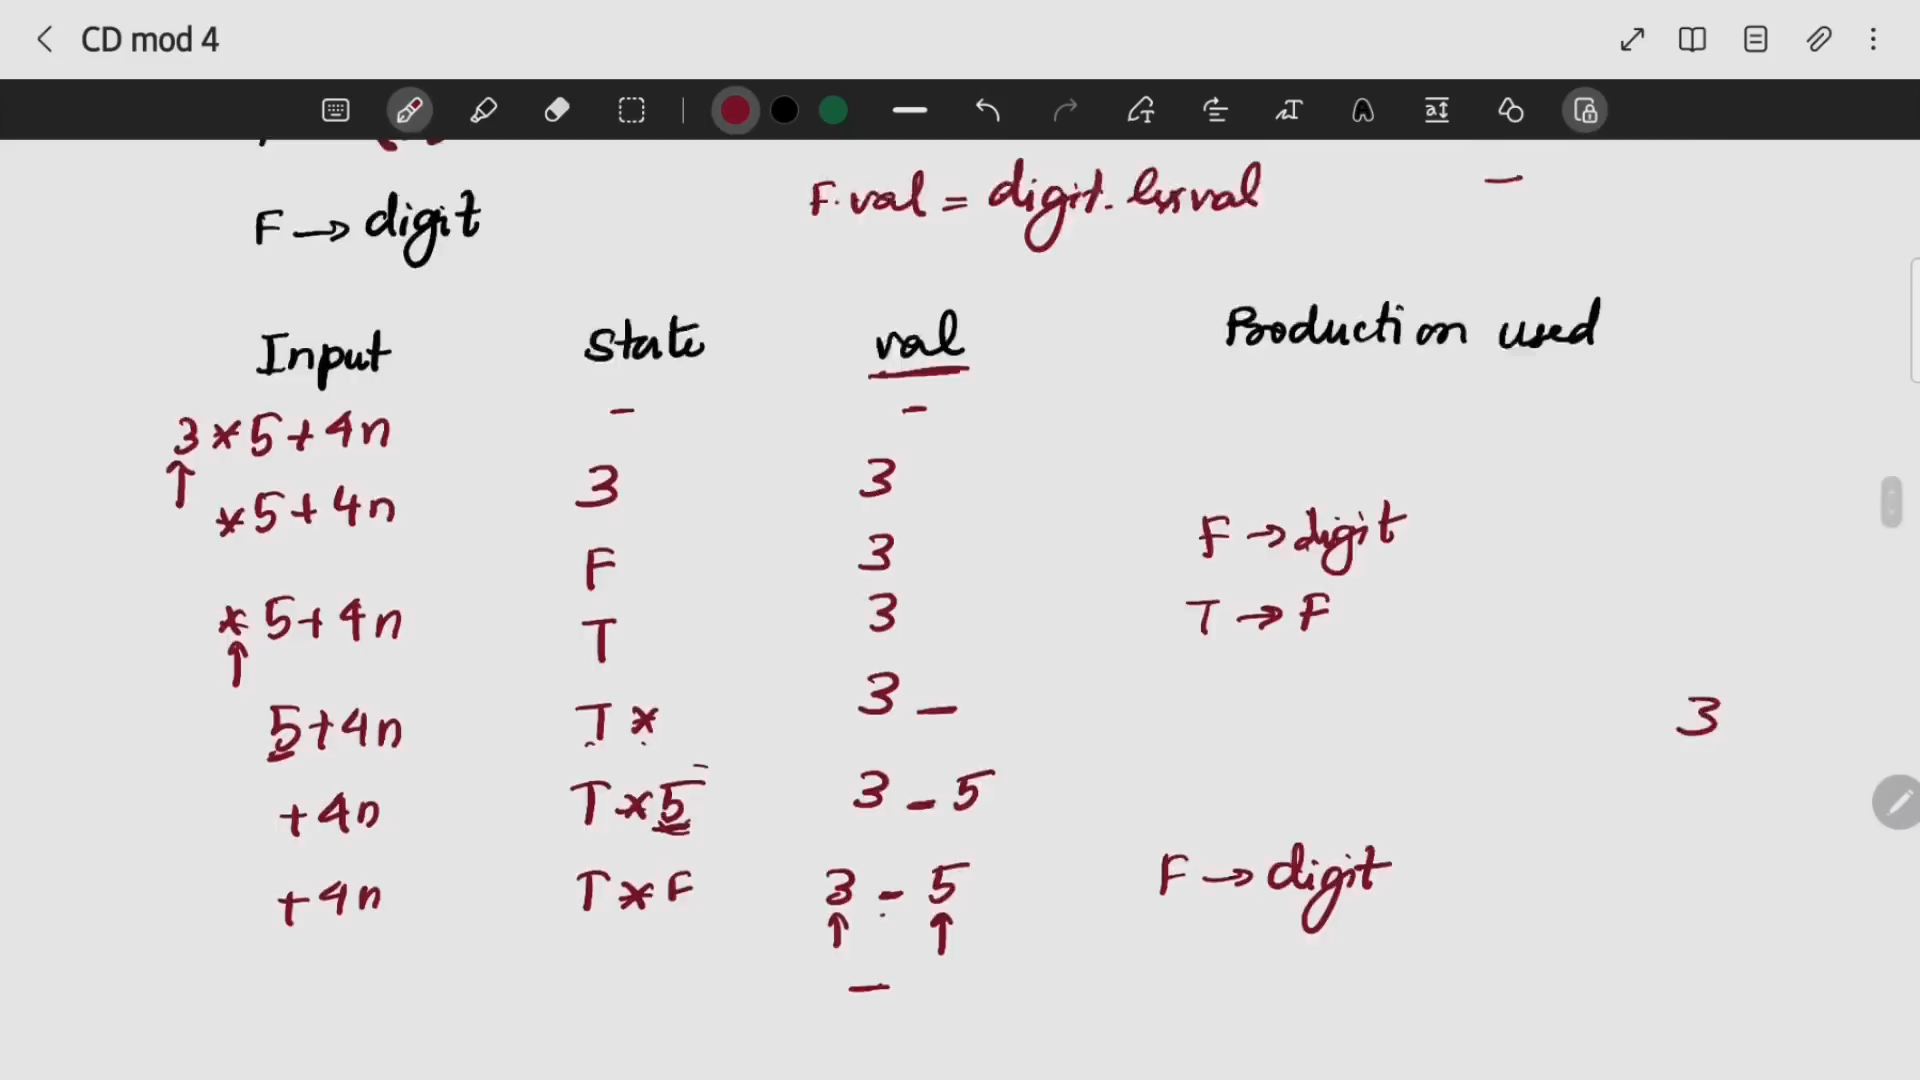 CD mod 4
F → digit F.val = digit.lexval –
Input State val Production used
3*5+4n – –
*5+4n 3 3
F 3 F → digit
*5+4n T 3 T → F
5+4n T* 3 – 3
+4n T*5 3 – 5
+4n T*F 3 - 5 F → digit
–